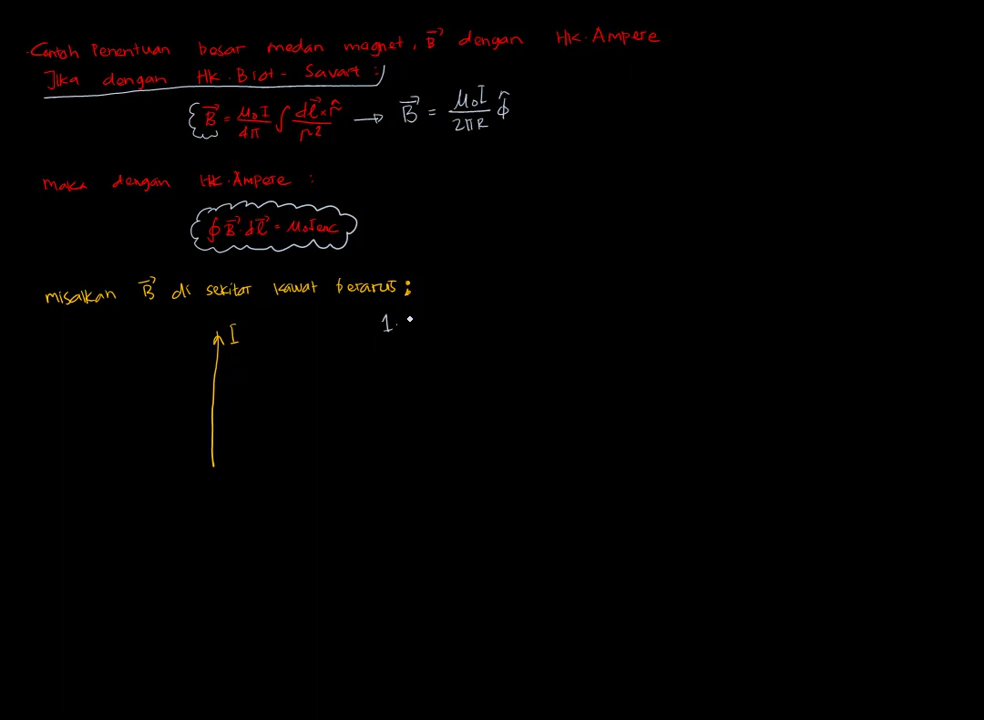 . Contoh Penentuan besar medan magnet, B⃗ dengan Hk. Ampere
Jika dengan Hk. Biot - Savart :
B⃗ = μ₀I/4π ∫ dl⃗ × r̂/r² → B⃗ = μ₀I/2πR φ̂
maka dengan Hk. Ampere :
∮ B⃗ . dl⃗ = μ₀Ienc
misalkan B⃗ di sekitar kawat berarus :
1.
I